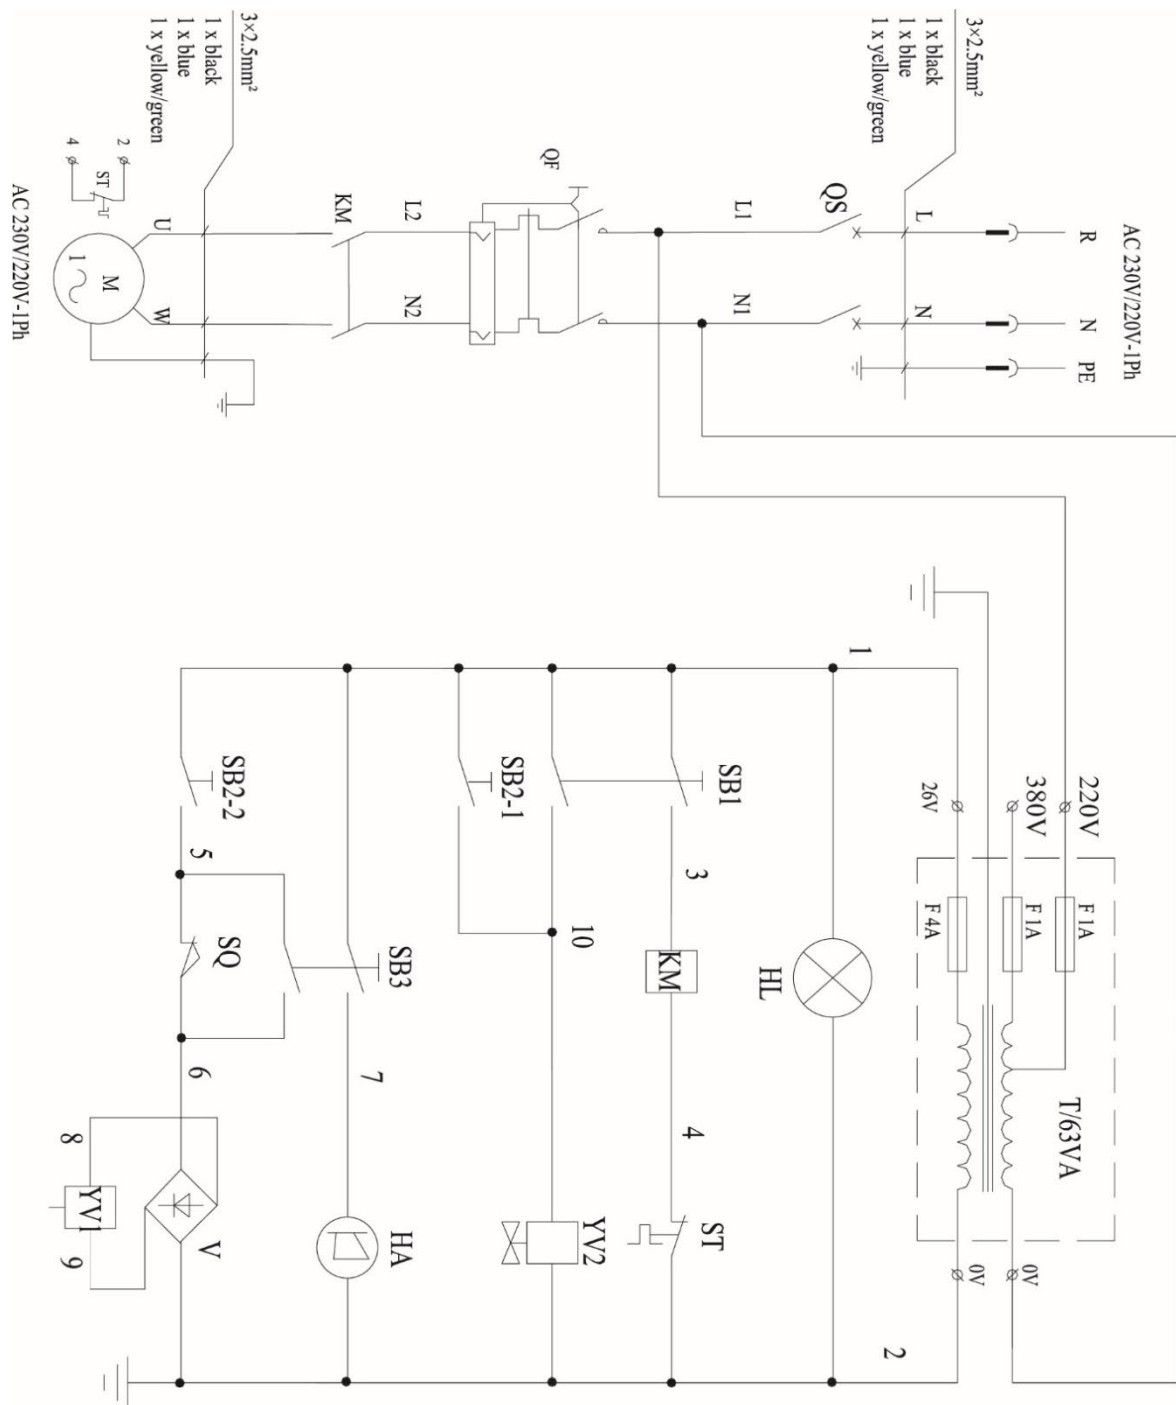 AC 230V/220V-1Ph
R
N
PE
3×2.5mm²
1 x black
1 x blue
1 x yellow/green
L
N
QS
L1
N1
QF
L2
N2
KM
3×2.5mm²
1 x black
1 x blue
1 x yellow/green
U
W
M
1
2
4
ST
AC 230V/220V-1Ph
220V
380V
26V
F 1A
F 1A
F 4A
T/63VA
0V
0V
1
2
HL
SB1
3
KM
4
ST
SB2-1
10
YV2
SB3
7
HA
SB2-2
5
SQ
6
V
8
YV1
9